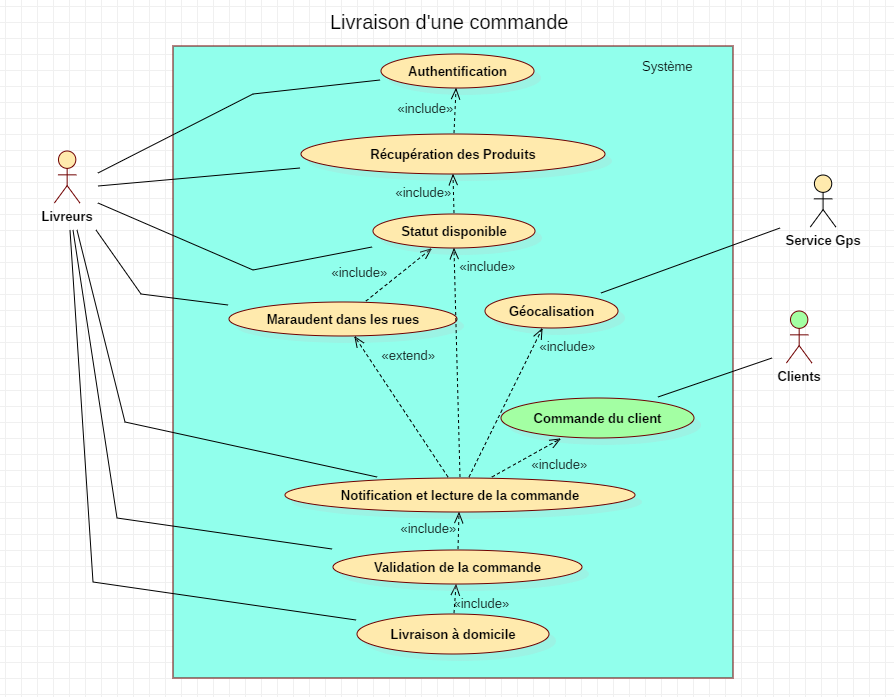 Livraison d'une commande
Système
Authentification
«include»
Récupération des Produits
«include»
Livreurs
Statut disponible
Service Gps
«include»
«include»
Maraudent dans les rues
Géocalisation
«extend»
«include»
Clients
Commande du client
«include»
Notification et lecture de la commande
«include»
Validation de la commande
«include»
Livraison à domicile